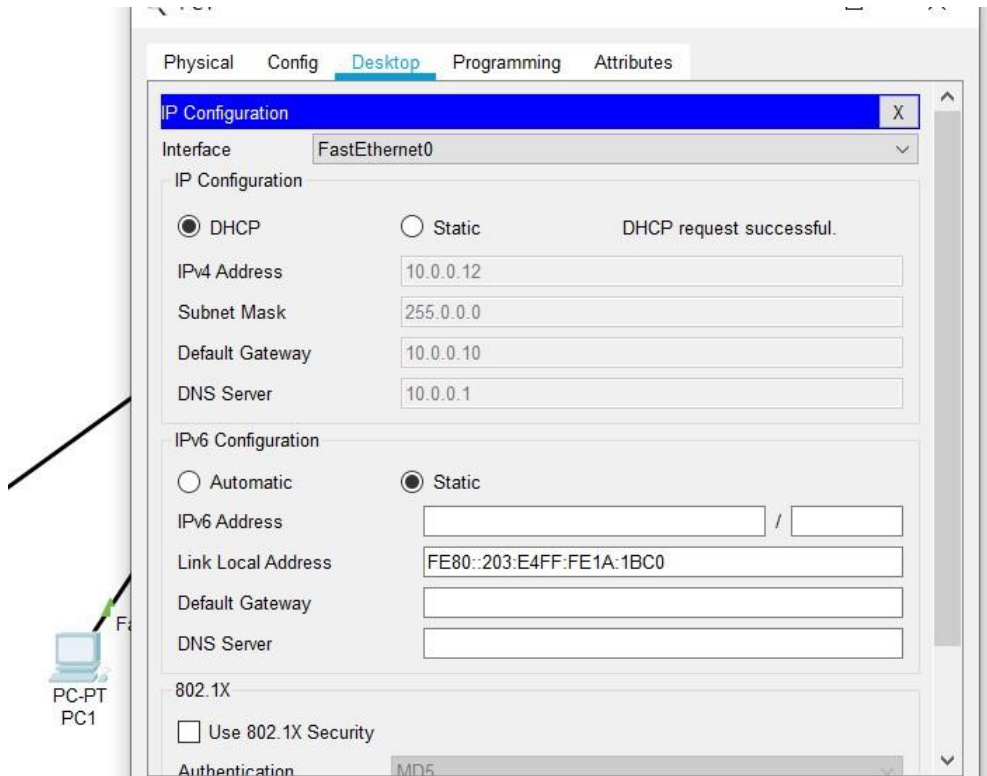 Physical Config Desktop Programming Attributes
IP Configuration X
Interface FastEthernet0
IP Configuration
DHCP Static DHCP request successful.
IPv4 Address 10.0.0.12
Subnet Mask 255.0.0.0
Default Gateway 10.0.0.10
DNS Server 10.0.0.1
IPv6 Configuration
Automatic Static
IPv6 Address /
Link Local Address FE80::203:E4FF:FE1A:1BC0
Default Gateway
DNS Server
802.1X
Use 802.1X Security
Authentication MD5
Fa
PC-PT
PC1